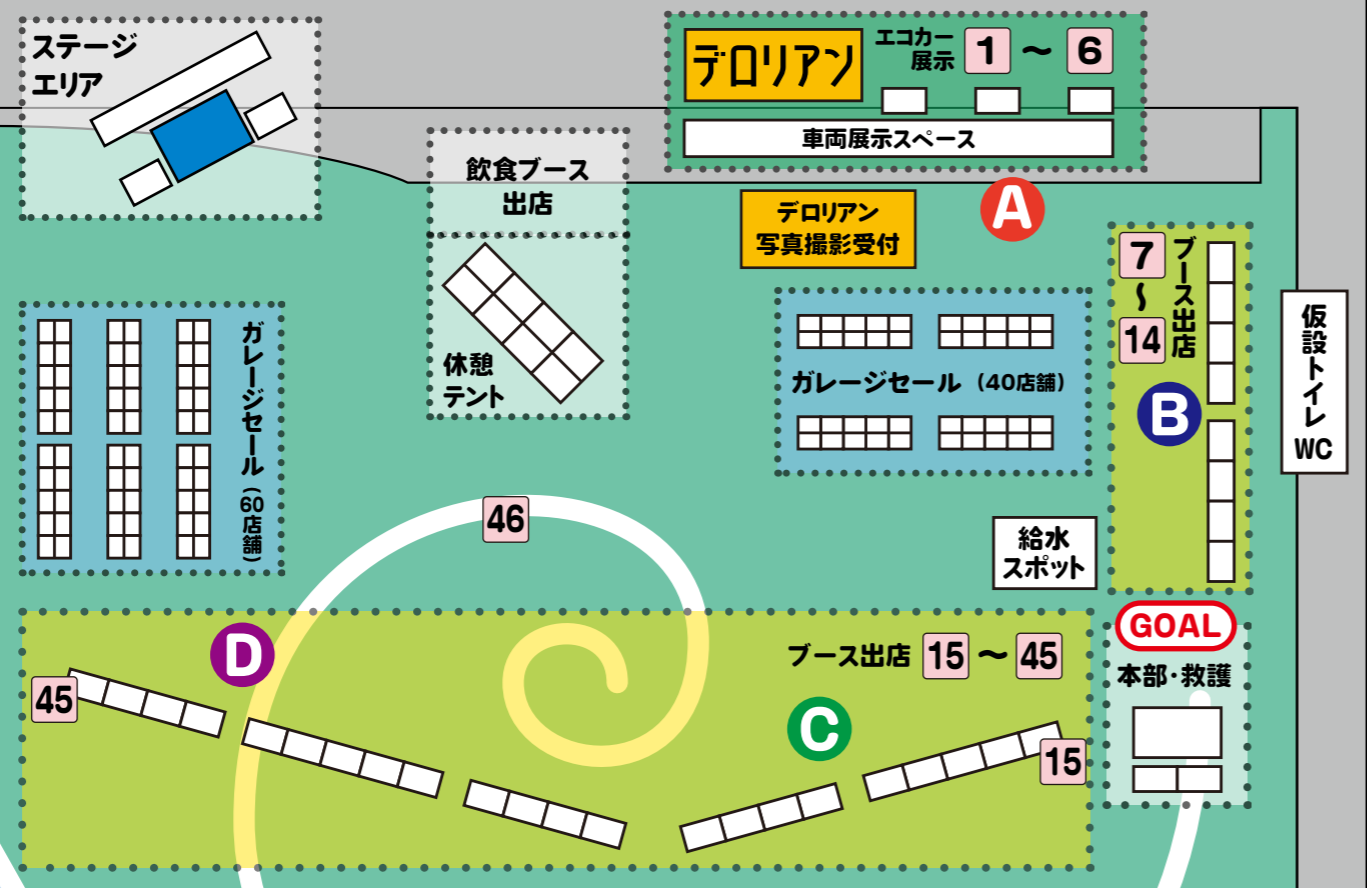 ステージ
エリア
デロリアン
エコカー
展示
1 〜 6
車両展示スペース
飲食ブース
出店
デロリアン
写真撮影受付
A
7
〜
14
ブース出店
B
仮設トイレ
WC
休憩
テント
ガレージセール(60店舗)
ガレージセール(40店舗)
46
給水
スポット
GOAL
本部・救護
D
ブース出店 15 〜 45
45
C
15